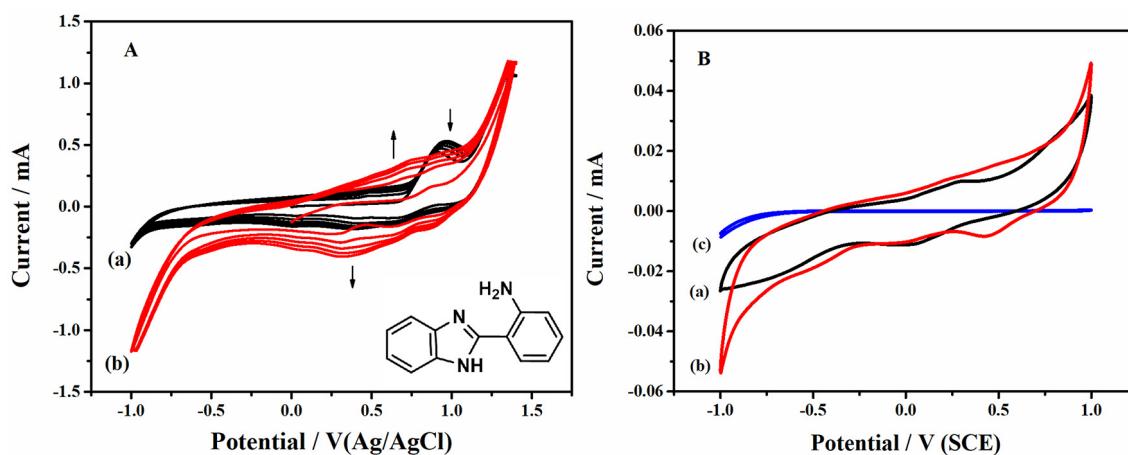 A
1.5
1.0
0.5
0.0
-0.5
-1.0
-1.5
Current / mA
(a)
(b)
H₂N
N
NH
-1.0 -0.5 0.0 0.5 1.0 1.5
Potential / V(Ag/AgCl)
B
0.06
0.04
0.02
0.00
-0.02
-0.04
-0.06
Current / mA
(c)
(a)
(b)
-1.0 -0.5 0.0 0.5 1.0
Potential / V (SCE)